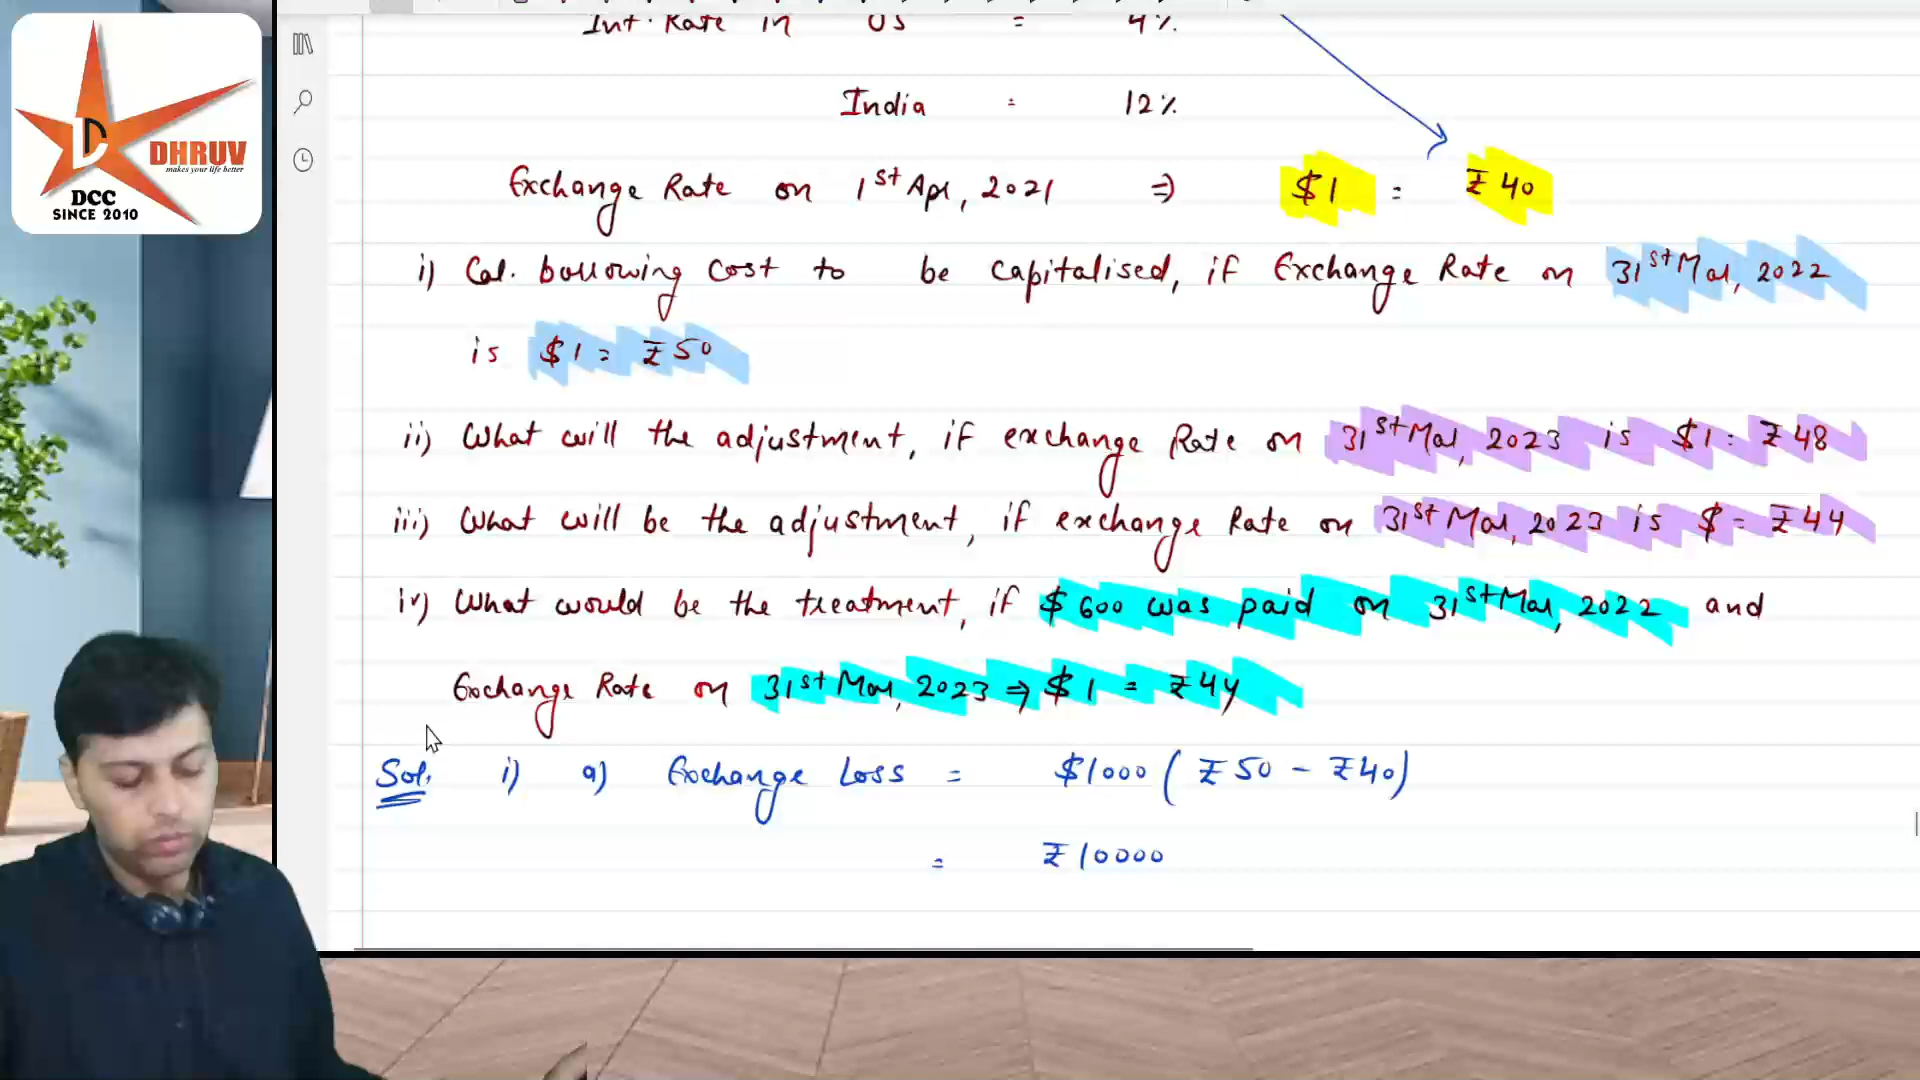 Int. Rate in US = 4%
India = 12%
Exchange Rate on 1st Apr, 2021 ⇒ $1 = ₹40
i) Cal. borrowing cost to be capitalised, if Exchange Rate on 31st Mar, 2022
is $1 = ₹50
ii) What will the adjustment, if exchange Rate on 31st Mar, 2023 is $1 = ₹48
iii) What will be the adjustment, if exchange Rate on 31st Mar, 2023 is $ = ₹44
iv) What would be the treatment, if $600 was paid on 31st Mar, 2022 and
Exchange Rate on 31st Mar, 2023 ⇒ $1 = ₹44
Sol. i) a) Exchange Loss = $1000 (₹50 - ₹40)
= ₹10000
DC
DHRUV
makes your life better
DCC
SINCE 2010